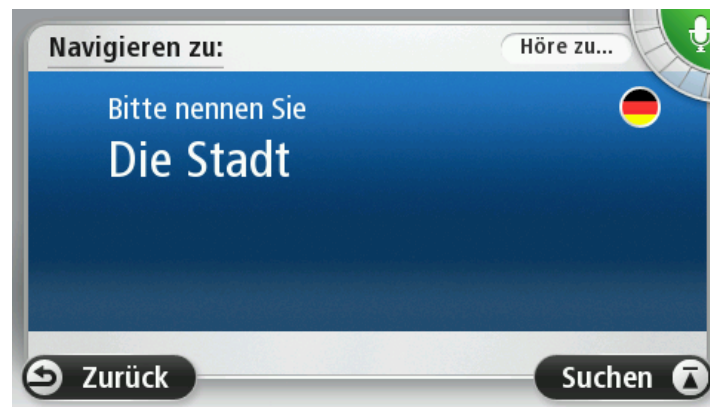 Navigieren zu:
Höre zu...
Bitte nennen Sie
Die Stadt
Zurück
Suchen